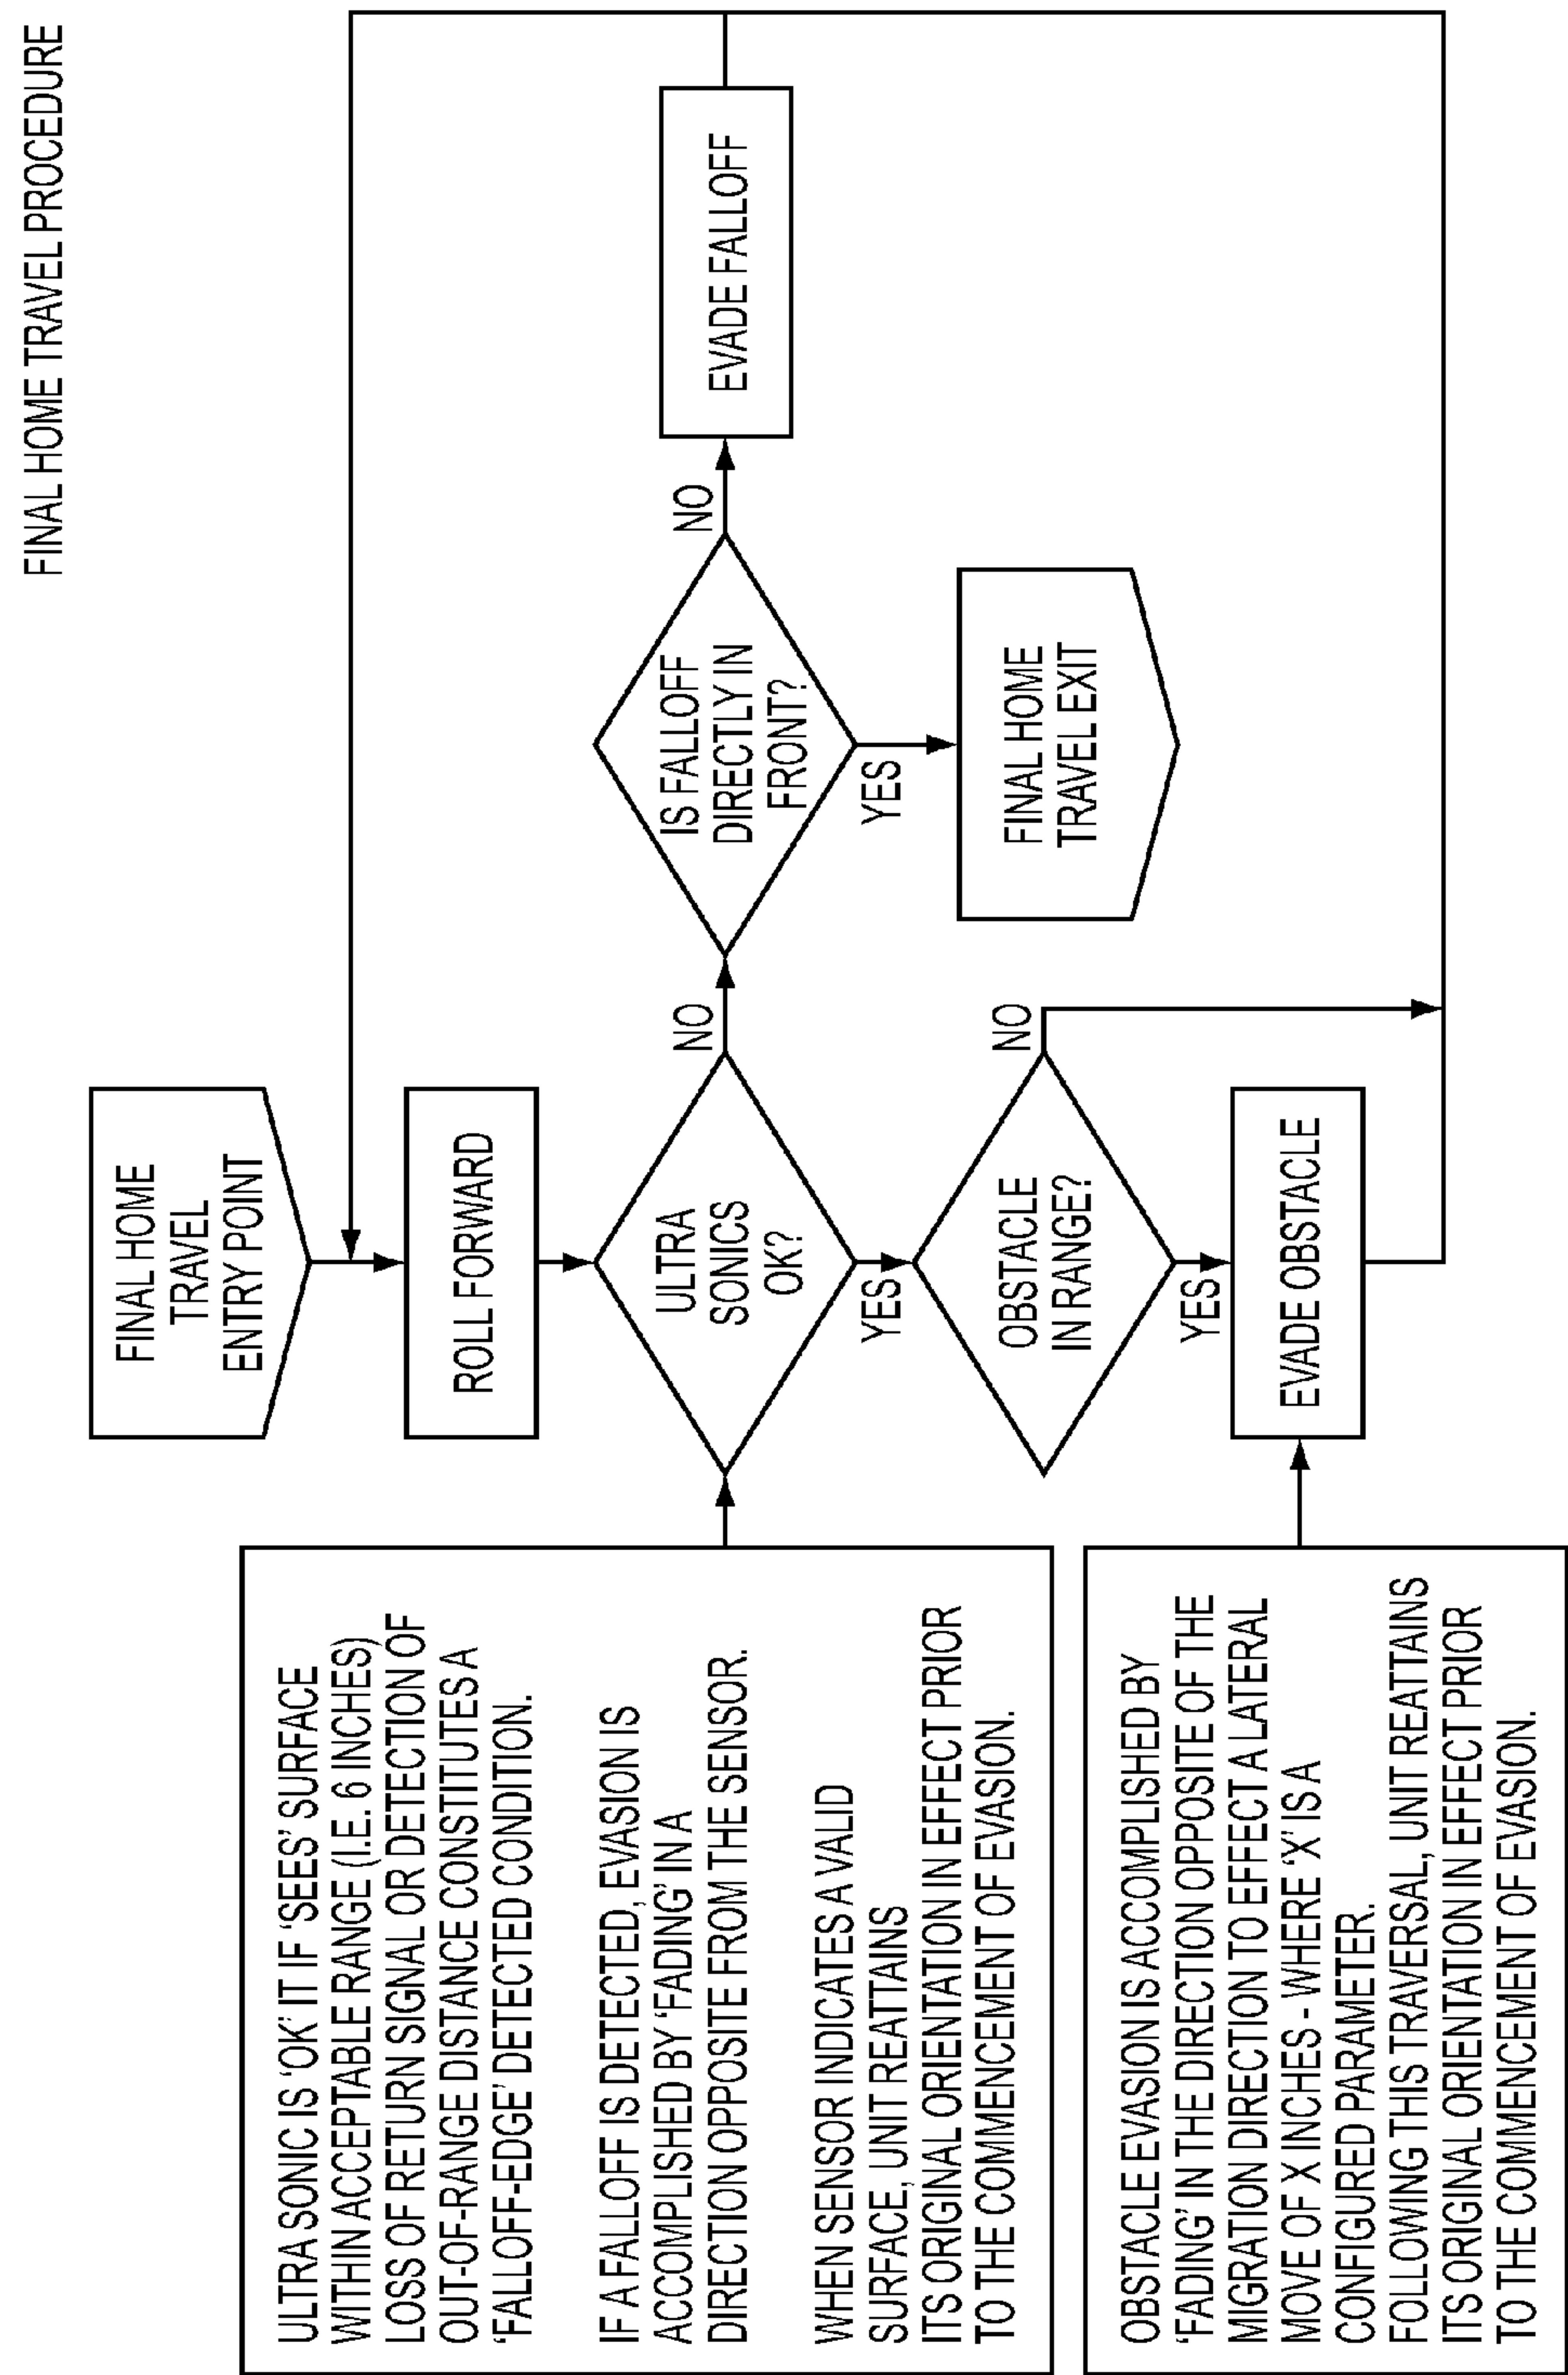 FINAL HOME TRAVEL PROCEDURE
FINAL HOME
TRAVEL
ENTRY POINT
ROLL FORWARD
ULTRA SONIC IS 'OK' IT IF 'SEES' SURFACE
WITHIN ACCEPTABLE RANGE (I.E. 6 INCHES)
LOSS OF RETURN SIGNAL OR DETECTION OF
OUT-OF-RANGE DISTANCE CONSTITUTES A
'FALLOFF-EDGE' DETECTED CONDITION.
IF A FALLOFF IS DETECTED, EVASION IS
ACCOMPLISHED BY 'FADING' IN A
DIRECTION OPPOSITE FROM THE SENSOR.
WHEN SENSOR INDICATES A VALID
SURFACE, UNIT REATTAINS
ITS ORIGINAL ORIENTATION IN EFFECT PRIOR
TO THE COMMENCEMENT OF EVASION.
ULTRA
SONICS
OK?
NO
YES
IS FALLOFF
DIRECTLY IN
FRONT?
NO
YES
EVADE FALLOFF
FINAL HOME
TRAVEL EXIT
OBSTACLE
IN RANGE?
NO
YES
EVADE OBSTACLE
OBSTACLE EVASION IS ACCOMPLISHED BY
'FADING' IN THE DIRECTION OPPOSITE OF THE
MIGRATION DIRECTION TO EFFECT A LATERAL
MOVE OF X INCHES - WHERE 'X' IS A
CONFIGURED PARAMETER.
FOLLOWING THIS TRAVERSAL, UNIT REATTAINS
ITS ORIGINAL ORIENTATION IN EFFECT PRIOR
TO THE COMMENCEMENT OF EVASION.